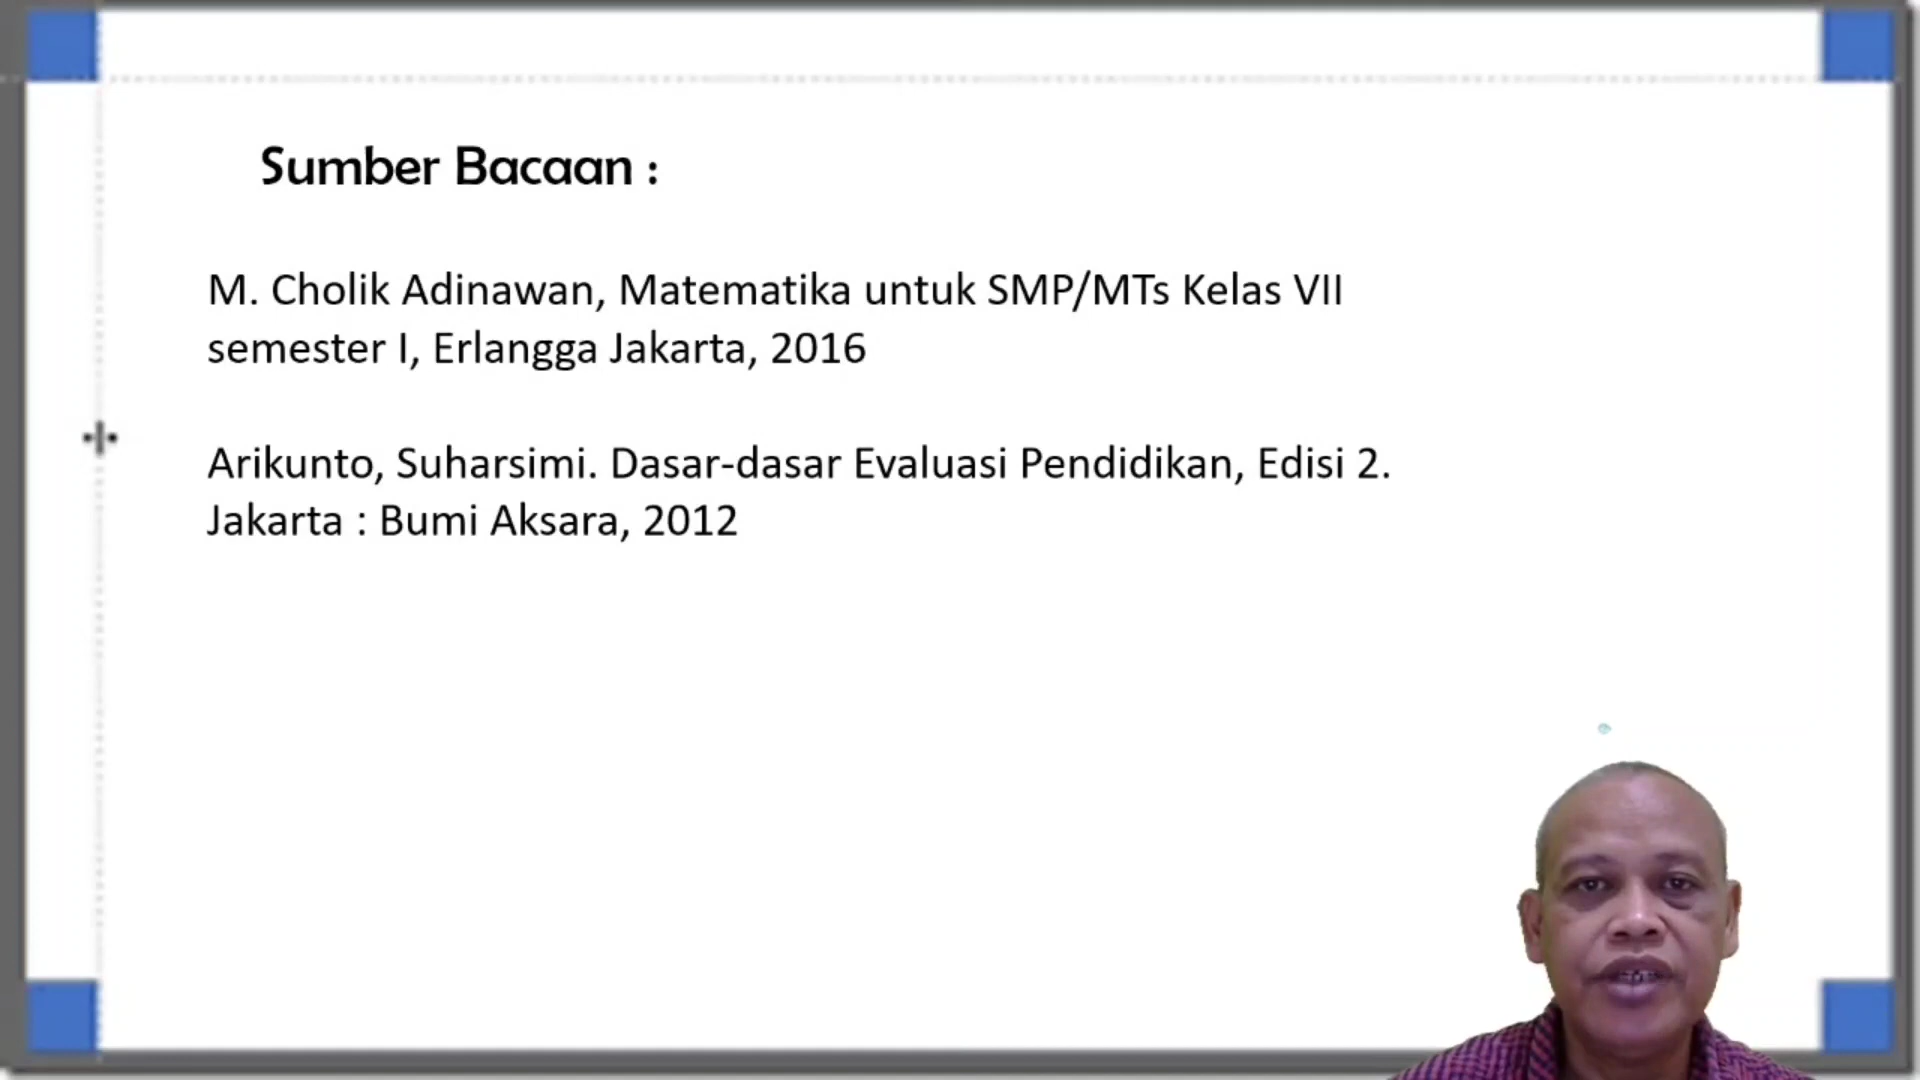 Sumber Bacaan :
M. Cholik Adinawan, Matematika untuk SMP/MTs Kelas VII
semester I, Erlangga Jakarta, 2016
Arikunto, Suharsimi. Dasar-dasar Evaluasi Pendidikan, Edisi 2.
Jakarta : Bumi Aksara, 2012